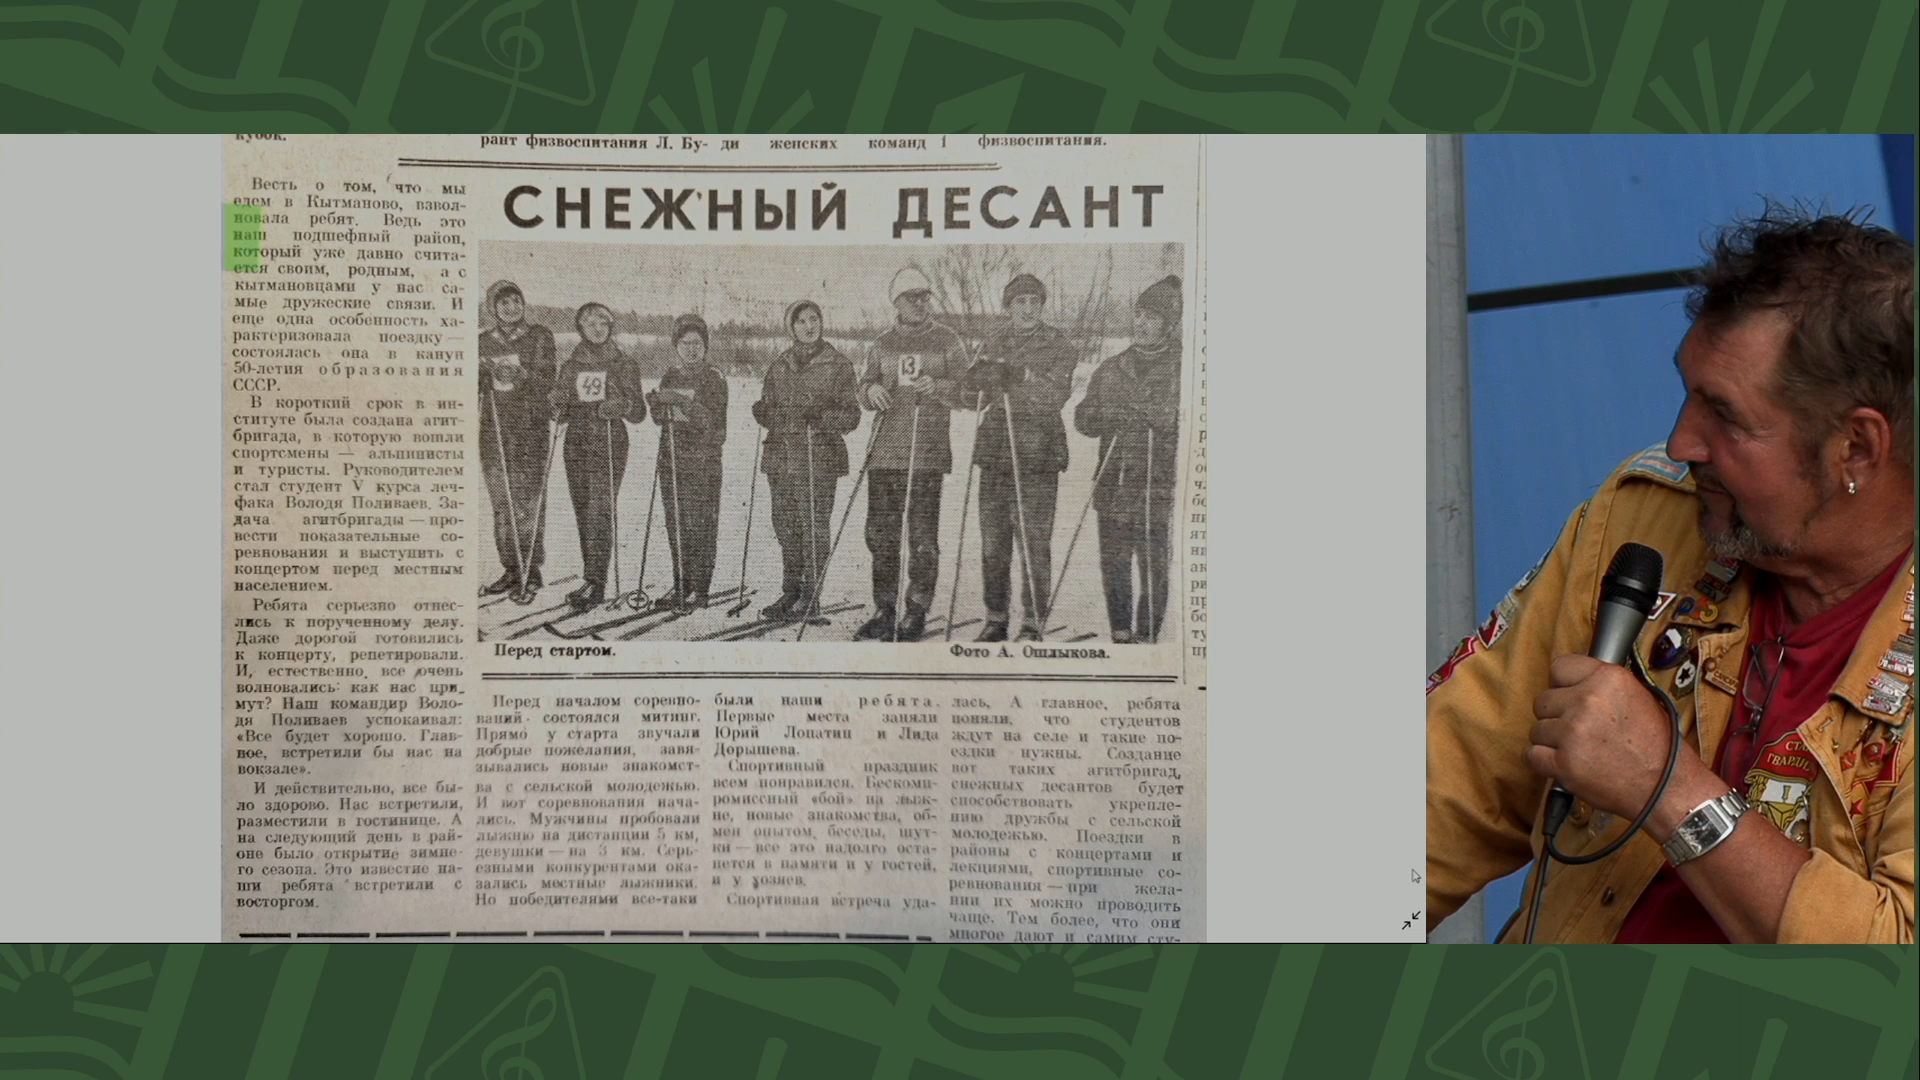 кубок.
рант физвоспитания Л. Бу-
ди женских команд
физвоспитания.
СНЕЖНЫЙ ДЕСАНТ
Весть о том, что мы
едем в Кытманово, взвол-
новала ребят. Ведь это
наш подшефный район,
который уже давно счита-
ется своим, родным, а с
кытмановцами у нас са-
мые дружеские связи. И
еще одна особенность ха-
рактеризовала поездку —
состоялась она в канун
50-летия образования
СССР.
В короткий срок в ин-
ституте была создана агит-
бригада, в которую вошли
спортсмены — альпинисты
и туристы. Руководителем
стал студент V курса леч-
фака Володя Поливаев. За-
дача агитбригады — про-
вести показательные со-
ревнования и выступить с
концертом перед местным
населением.
Ребята серьезно отнес-
лись к порученному делу.
Даже дорогой готовились
к концерту, репетировали.
И, естественно, все очень
волновались: как нас при-
мут? Наш командир Воло-
дя Поливаев успокаивал:
«Все будет хорошо. Глав-
ное, встретили бы нас на
вокзале».
И действительно, все бы-
ло здорово. Нас встретили,
разместили в гостинице. А
на следующий день в рай-
оне было открытие зимне-
го сезона. Это известие на-
ши ребята встретили с
восторгом.
49
13
Перед стартом.
Фото А. Ошлыкова.
Перед началом соревно-
ваний состоялся митинг.
Прямо у старта звучали
добрые пожелания, завя-
зывались новые знакомст-
ва с сельской молодежью.
И вот соревнования нача-
лись. Мужчины пробовали
лыжню на дистанции 5 км,
девушки — на 3 км. Серь-
езными конкурентами ока-
зались местные лыжники.
Но победителями все-таки
были наши ребята.
Первые места заняли
Юрий Лопатин и Лида
Дорышева.
Спортивный праздник
всем понравился. Бескомп-
ромиссный «бой» на лыж-
не, новые знакомства, об-
мен опытом, беседы, шут-
ки — все это надолго оста-
нется в памяти и у гостей,
и у хозяев.
Спортивная встреча уда-
лась. А главное, ребята
поняли, что студентов
ждут на селе и такие по-
ездки нужны. Создание
вот таких агитбригад,
снежных десантов будет
способствовать укрепле-
нию дружбы с сельской
молодежью. Поездки в
районы с концертами и
лекциями, спортивные со-
ревнования — при жела-
нии их можно проводить
чаще. Тем более, что они
многое дают и самим сту-
ГВАРДИ